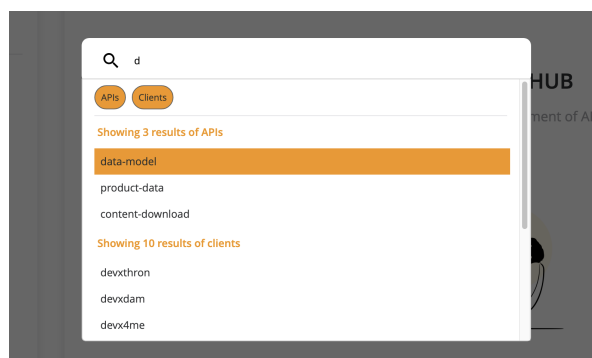 d
HUB
APIs Clients
ment of
Showing 3 results of APIs
data-model
product-data
content-download
Showing 10 results of clients
devxthron
devxdam
devx4me